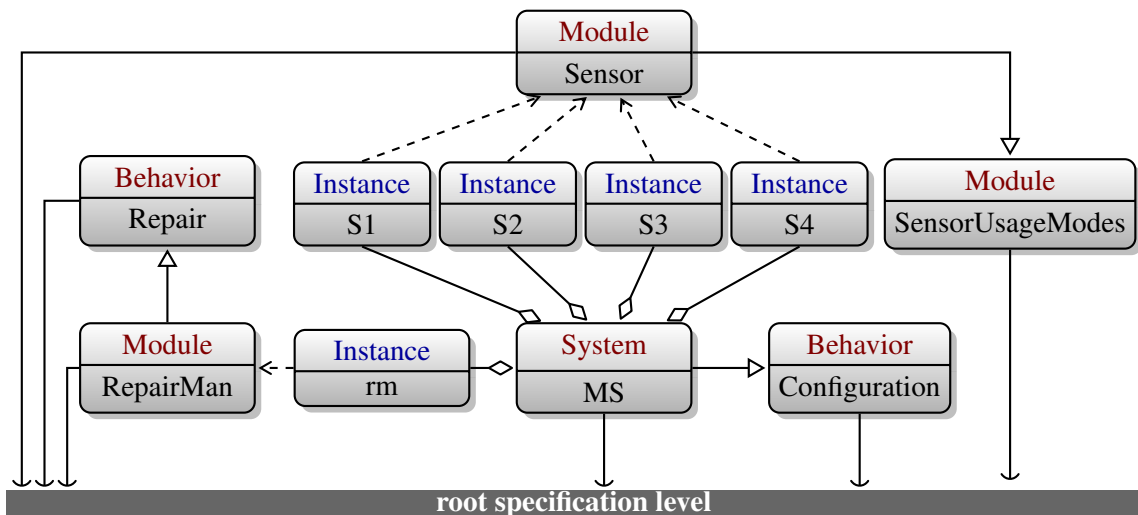 Module
Sensor
Behavior
Repair
Instance
S1
Instance
S2
Instance
S3
Instance
S4
Module
SensorUsageModes
Module
RepairMan
Instance
rm
System
MS
Behavior
Configuration
root specification level